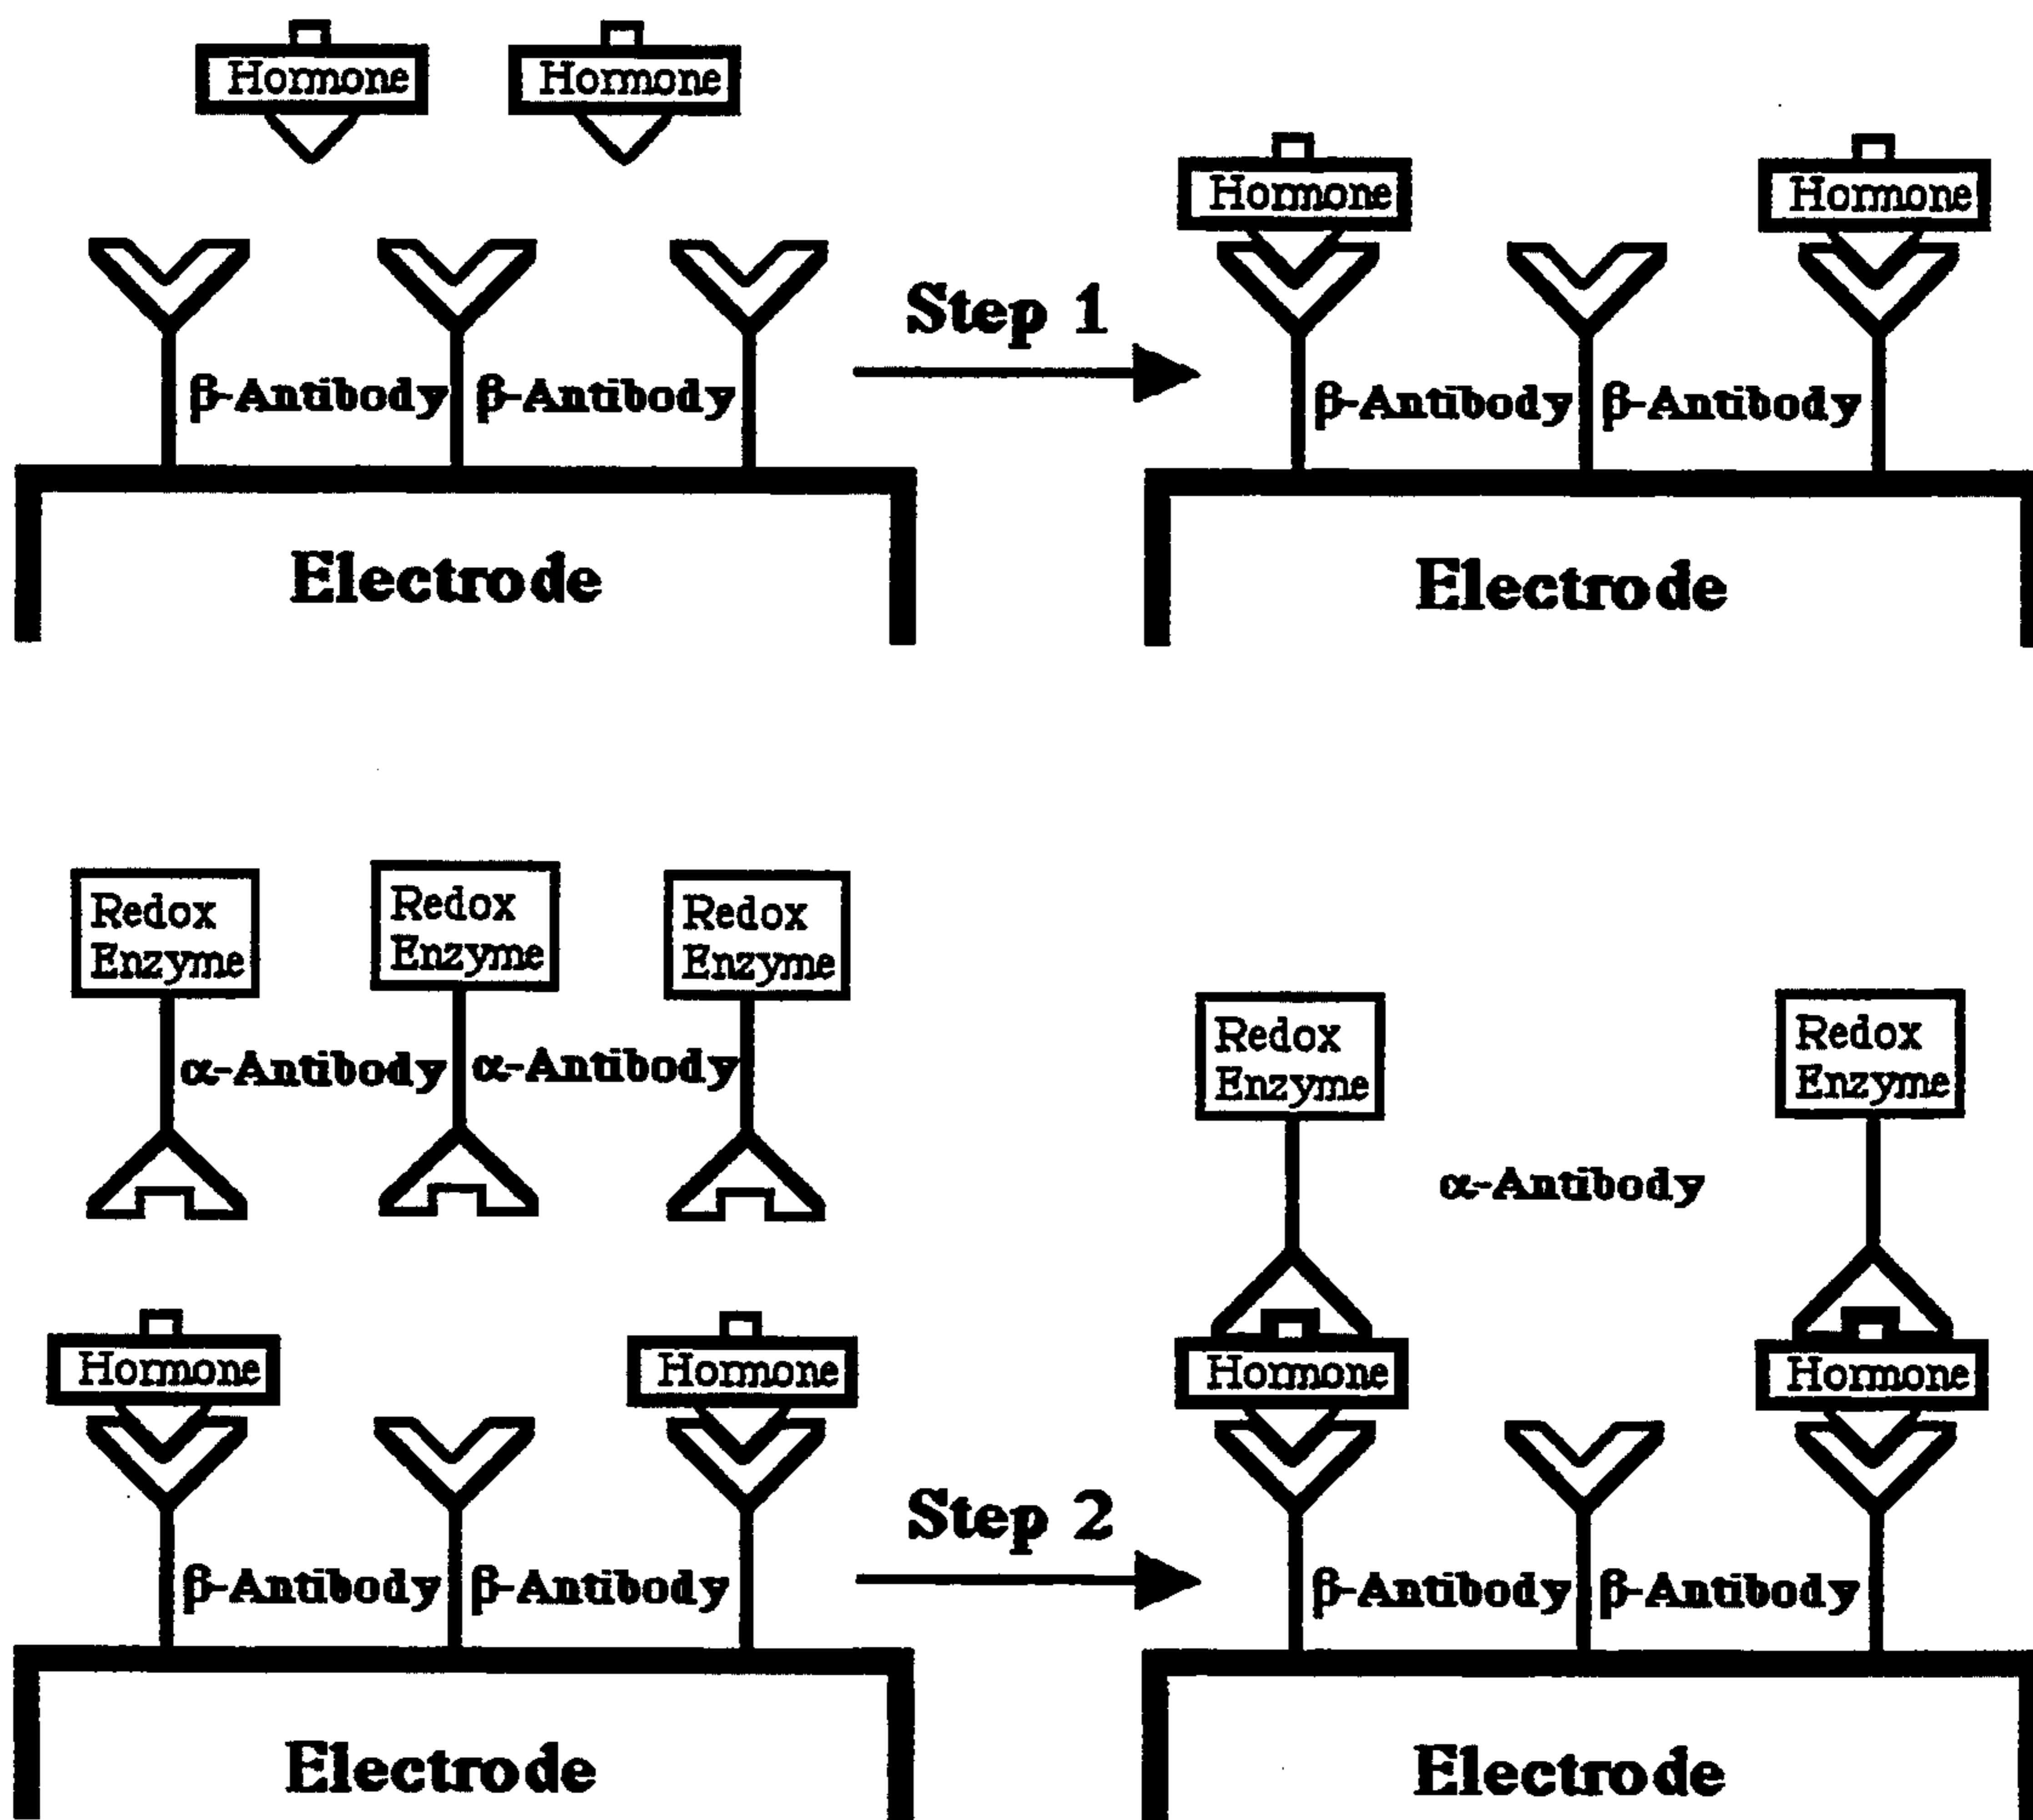 Hormone Hormone
Hormone Hormone
Step 1
β-Antibody β-Antibody
β-Antibody β-Antibody
Electrode
Electrode
Redox
Enzyme
Redox
Enzyme
Redox
Enzyme
α-Antibody α-Antibody
Redox
Enzyme
Redox
Enzyme
α-Antibody
Hormone Hormone
Hormone Hormone
Step 2
β-Antibody β-Antibody
β-Antibody β-Antibody
Electrode
Electrode